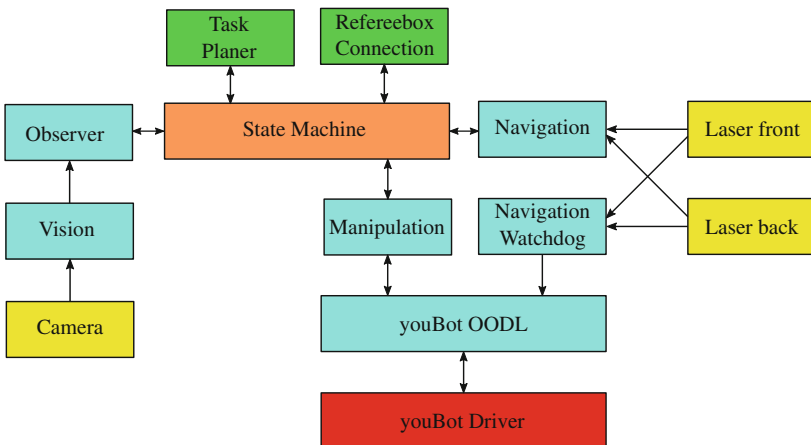 Task
Planer
Refereebox
Connection
Observer
State Machine
Navigation
Laser front
Vision
Manipulation
Navigation
Watchdog
Laser back
Camera
youBot OODL
youBot Driver